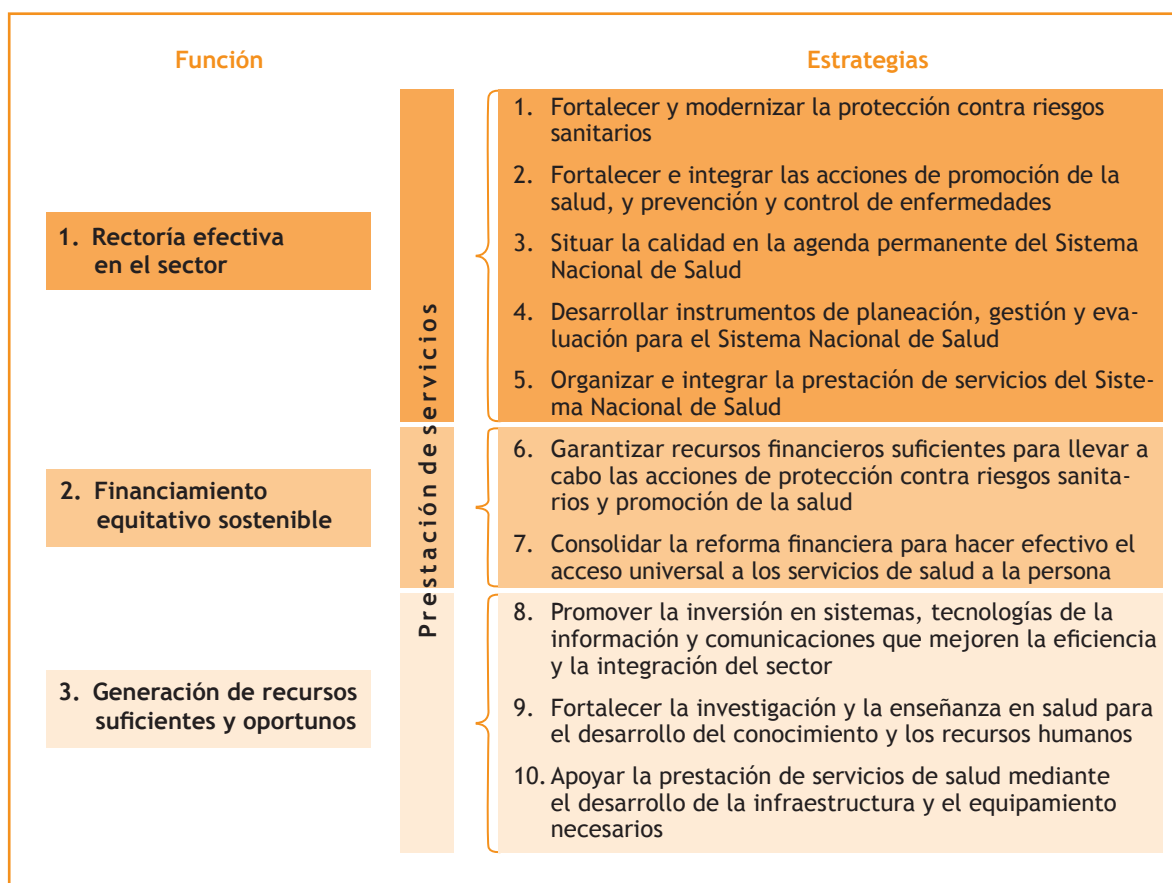 Función
Estrategias
1. Rectoría efectiva
en el sector
2. Financiamiento
equitativo sostenible
3. Generación de recursos
suficientes y oportunos
Prestación de servicios
1. Fortalecer y modernizar la protección contra riesgos
sanitarios
2. Fortalecer e integrar las acciones de promoción de la
salud, y prevención y control de enfermedades
3. Situar la calidad en la agenda permanente del Sistema
Nacional de Salud
4. Desarrollar instrumentos de planeación, gestión y eva-
luación para el Sistema Nacional de Salud
5. Organizar e integrar la prestación de servicios del Siste-
ma Nacional de Salud
6. Garantizar recursos financieros suficientes para llevar a
cabo las acciones de protección contra riesgos sanita-
rios y promoción de la salud
7. Consolidar la reforma financiera para hacer efectivo el
acceso universal a los servicios de salud a la persona
8. Promover la inversión en sistemas, tecnologías de la
información y comunicaciones que mejoren la eficiencia
y la integración del sector
9. Fortalecer la investigación y la enseñanza en salud para
el desarrollo del conocimiento y los recursos humanos
10. Apoyar la prestación de servicios de salud mediante
el desarrollo de la infraestructura y el equipamiento
necesarios